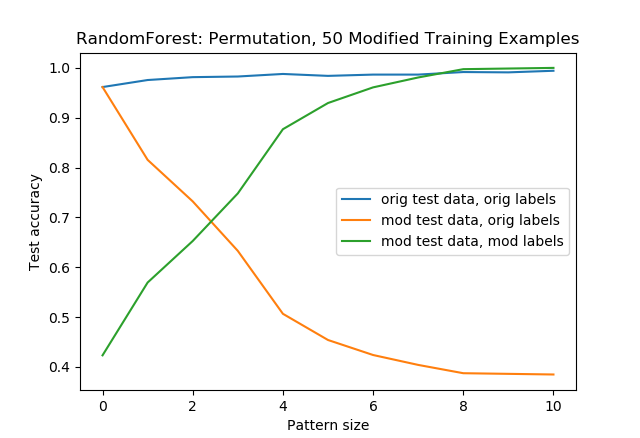 RandomForest: Permutation, 50 Modified Training Examples
1.0
0.9
0.8
0.7
0.6
0.5
0.4
Test accuracy
orig test data, orig labels
mod test data, orig labels
mod test data, mod labels
0 2 4 6 8 10
Pattern size